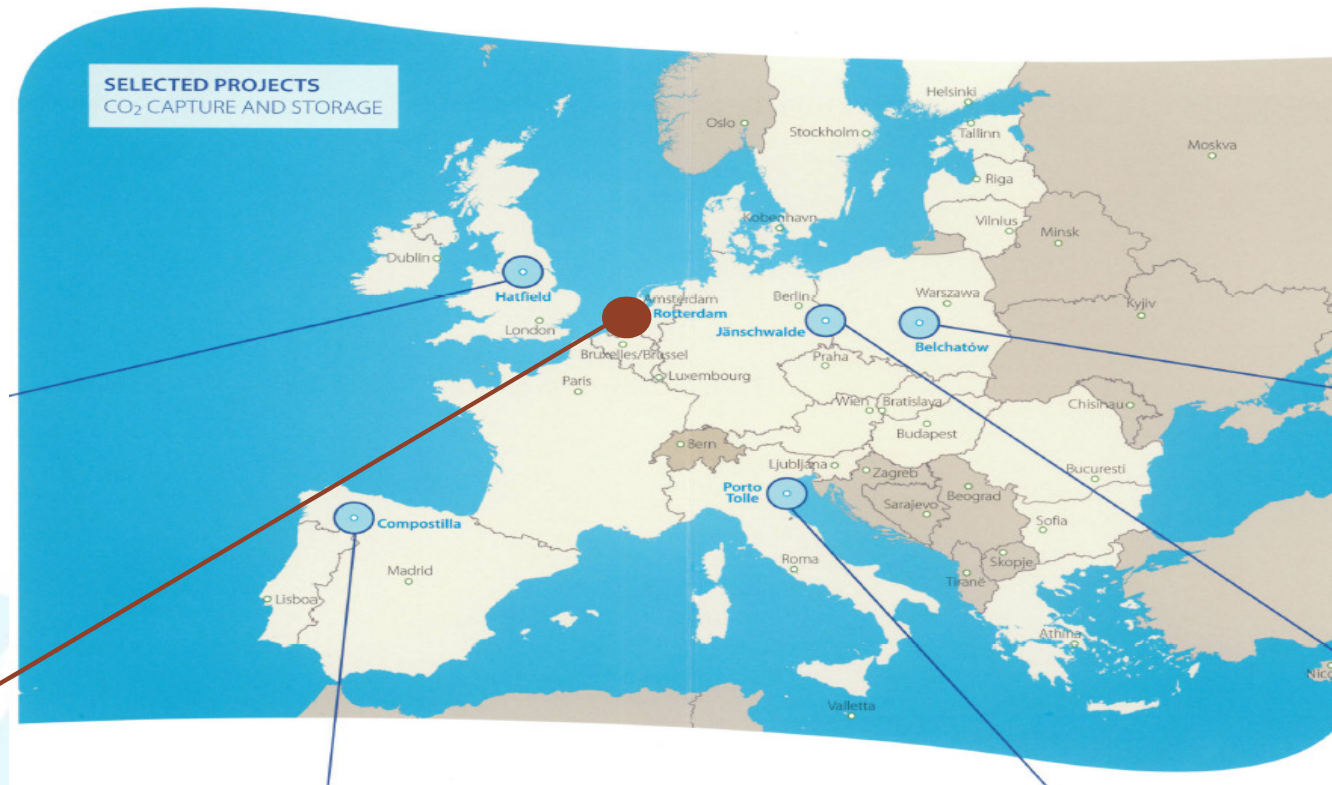 SELECTED PROJECTS
CO₂ CAPTURE AND STORAGE
Helsinki
Oslo
Stockholm
Tallinn
Moskva
Riga
Kobenhavn
Vilnius
Minsk
Dublin
Hatfield
Amsterdam
Rotterdam
Berlin
Warszawa
Kyjiv
London
Jänschwalde
Belchatów
Bruxelles/Brussel
Praha
Luxembourg
Paris
Wien
Bratislava
Chisinau
Budapest
Bern
Ljubljana
Zagreb
Bucuresti
Porto
Tolle
Beograd
Sarajevo
Compostilla
Sofia
Madrid
Roma
Skopje
Tiranë
Lisboa
Athina
Valletta